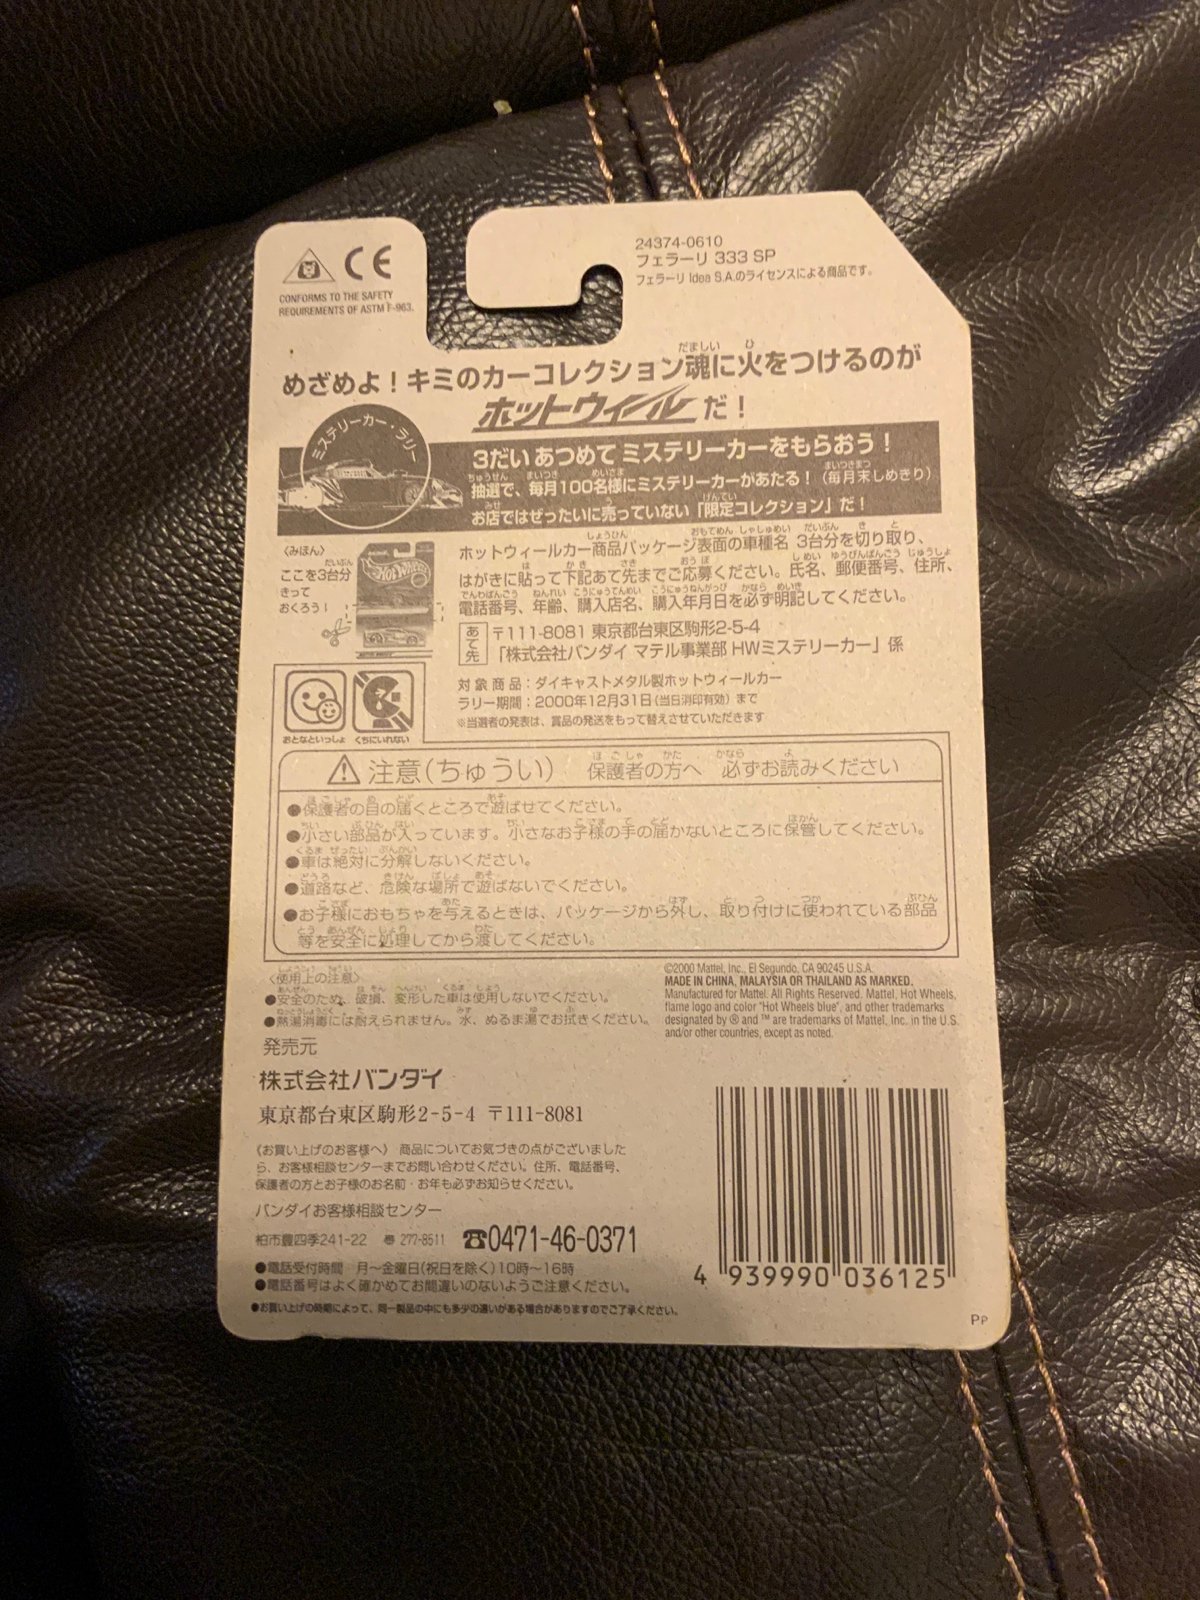 24374-0610
フェラーリ 333 SP
フェラーリ Idea S.A.のライセンスによる商品です。
CE
CONFORMS TO THE SAFETY
REQUIREMENTS OF ASTM F-963.
めざめよ！キミのカーコレクション魂に火をつけるのが
だましい ひ
ホットウィールだ！
ミステリーカー・ラリー
3だい あつめて ミステリーカーをもらおう！
抽選で、毎月100名様にミステリーカーがあたる！（毎月末しめきり）
お店ではぜったいに売っていない「限定コレクション」だ！
〈みほん〉
ここを3台分
きって
おくろう！
Hot Wheels
ホットウィールカー商品パッケージ表面の車種名 3台分を切り取り、
はがきに貼って下記あて先までご応募ください。氏名、郵便番号、住所、
電話番号、年齢、購入店名、購入年月日を必ず明記してください。
あて先
〒111-8081 東京都台東区駒形2-5-4
「株式会社バンダイ マテル事業部 HWミステリーカー」係
対象商品：ダイキャストメタル製ホットウィールカー
ラリー期間：2000年12月31日(当日消印有効) まで
※当選者の発表は、賞品の発送をもって替えさせていただきます
おとなといっしょ くちにいれない
注意(ちゅうい) 保護者の方へ 必ずお読みください
●保護者の目の届くところで遊ばせてください。
●小さい部品が入っています。小さなお子様の手の届かないところに保管してください。
●車は絶対に分解しないください。
●道路など、危険な場所で遊ばないでください。
●お子様におもちゃを与えるときは、パッケージから外し、取り付けに使われている部品
等を安全に処理してから渡してください。
〈使用上の注意〉
●安全のため、破損、変形した車は使用しないでください。
●熱湯消毒には耐えられません。水、ぬるま湯でお拭きください。
©2000 Mattel, Inc., El Segundo, CA 90245 U.S.A.
MADE IN CHINA, MALAYSIA OR THAILAND AS MARKED.
Manufactured for Mattel. All Rights Reserved. Mattel, Hot Wheels,
flame logo and color "Hot Wheels blue", and other trademarks
designated by ® and ™ are trademarks of Mattel, Inc. in the U.S.
and/or other countries, except as noted.
発売元
株式会社バンダイ
東京都台東区駒形2-5-4 〒111-8081
《お買い上げのお客様へ》 商品についてお気づきの点がございました
ら、お客様相談センターまでお問い合わせください。住所、電話番号、
保護者の方とお子様のお名前・お年も必ずお知らせください。
バンダイお客様相談センター
柏市豊四季241-22 277-8511 ☎0471-46-0371
●電話受付時間 月～金曜日(祝日を除く)10時～16時
●電話番号はよく確かめてお間違いのないようご注意ください。
●お買い上げの時期によって、同一製品の中にも多少の違いがある場合がありますのでご了承ください。
4 939990 036125
PP